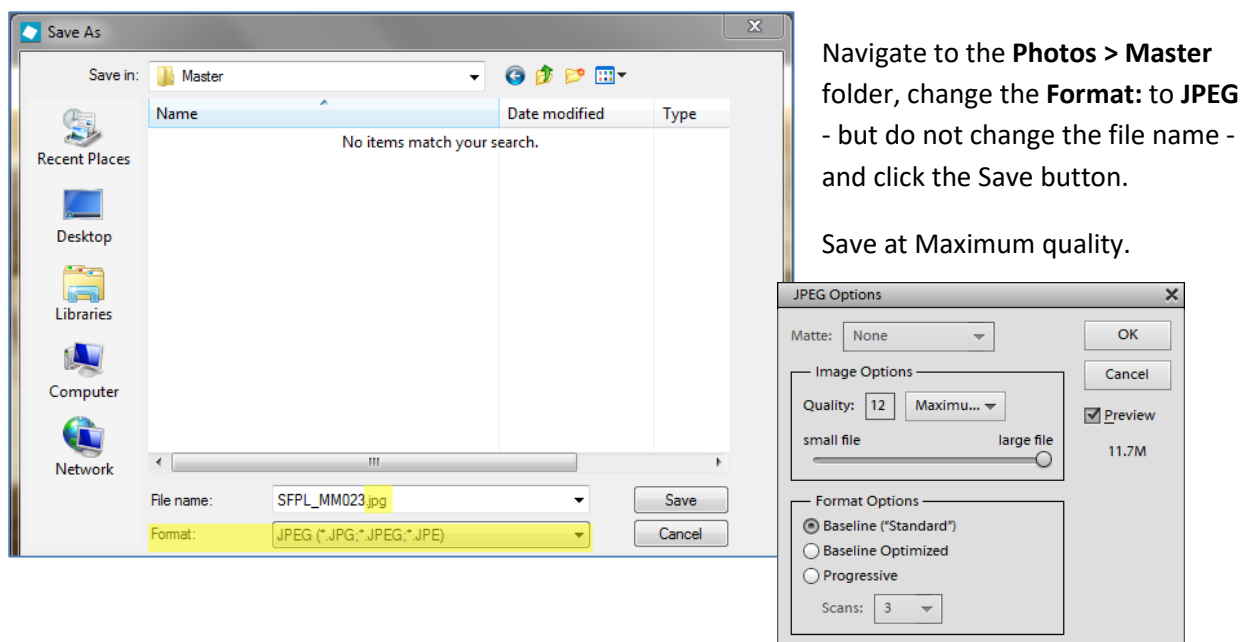 Save As
Save in: Master
Name Date modified Type
No items match your search.
Recent Places
Desktop
Libraries
Computer
Network
File name: SFPL_MM023.jpg Save
Format: JPEG (*.JPG;*.JPEG;*.JPE) Cancel
Navigate to the Photos > Master
folder, change the Format: to JPEG
- but do not change the file name -
and click the Save button.
Save at Maximum quality.
JPEG Options
Matte: None OK
Image Options Cancel
Quality: 12 Maximu... Preview
small file large file 11.7M
Format Options
Baseline ("Standard")
Baseline Optimized
Progressive
Scans: 3